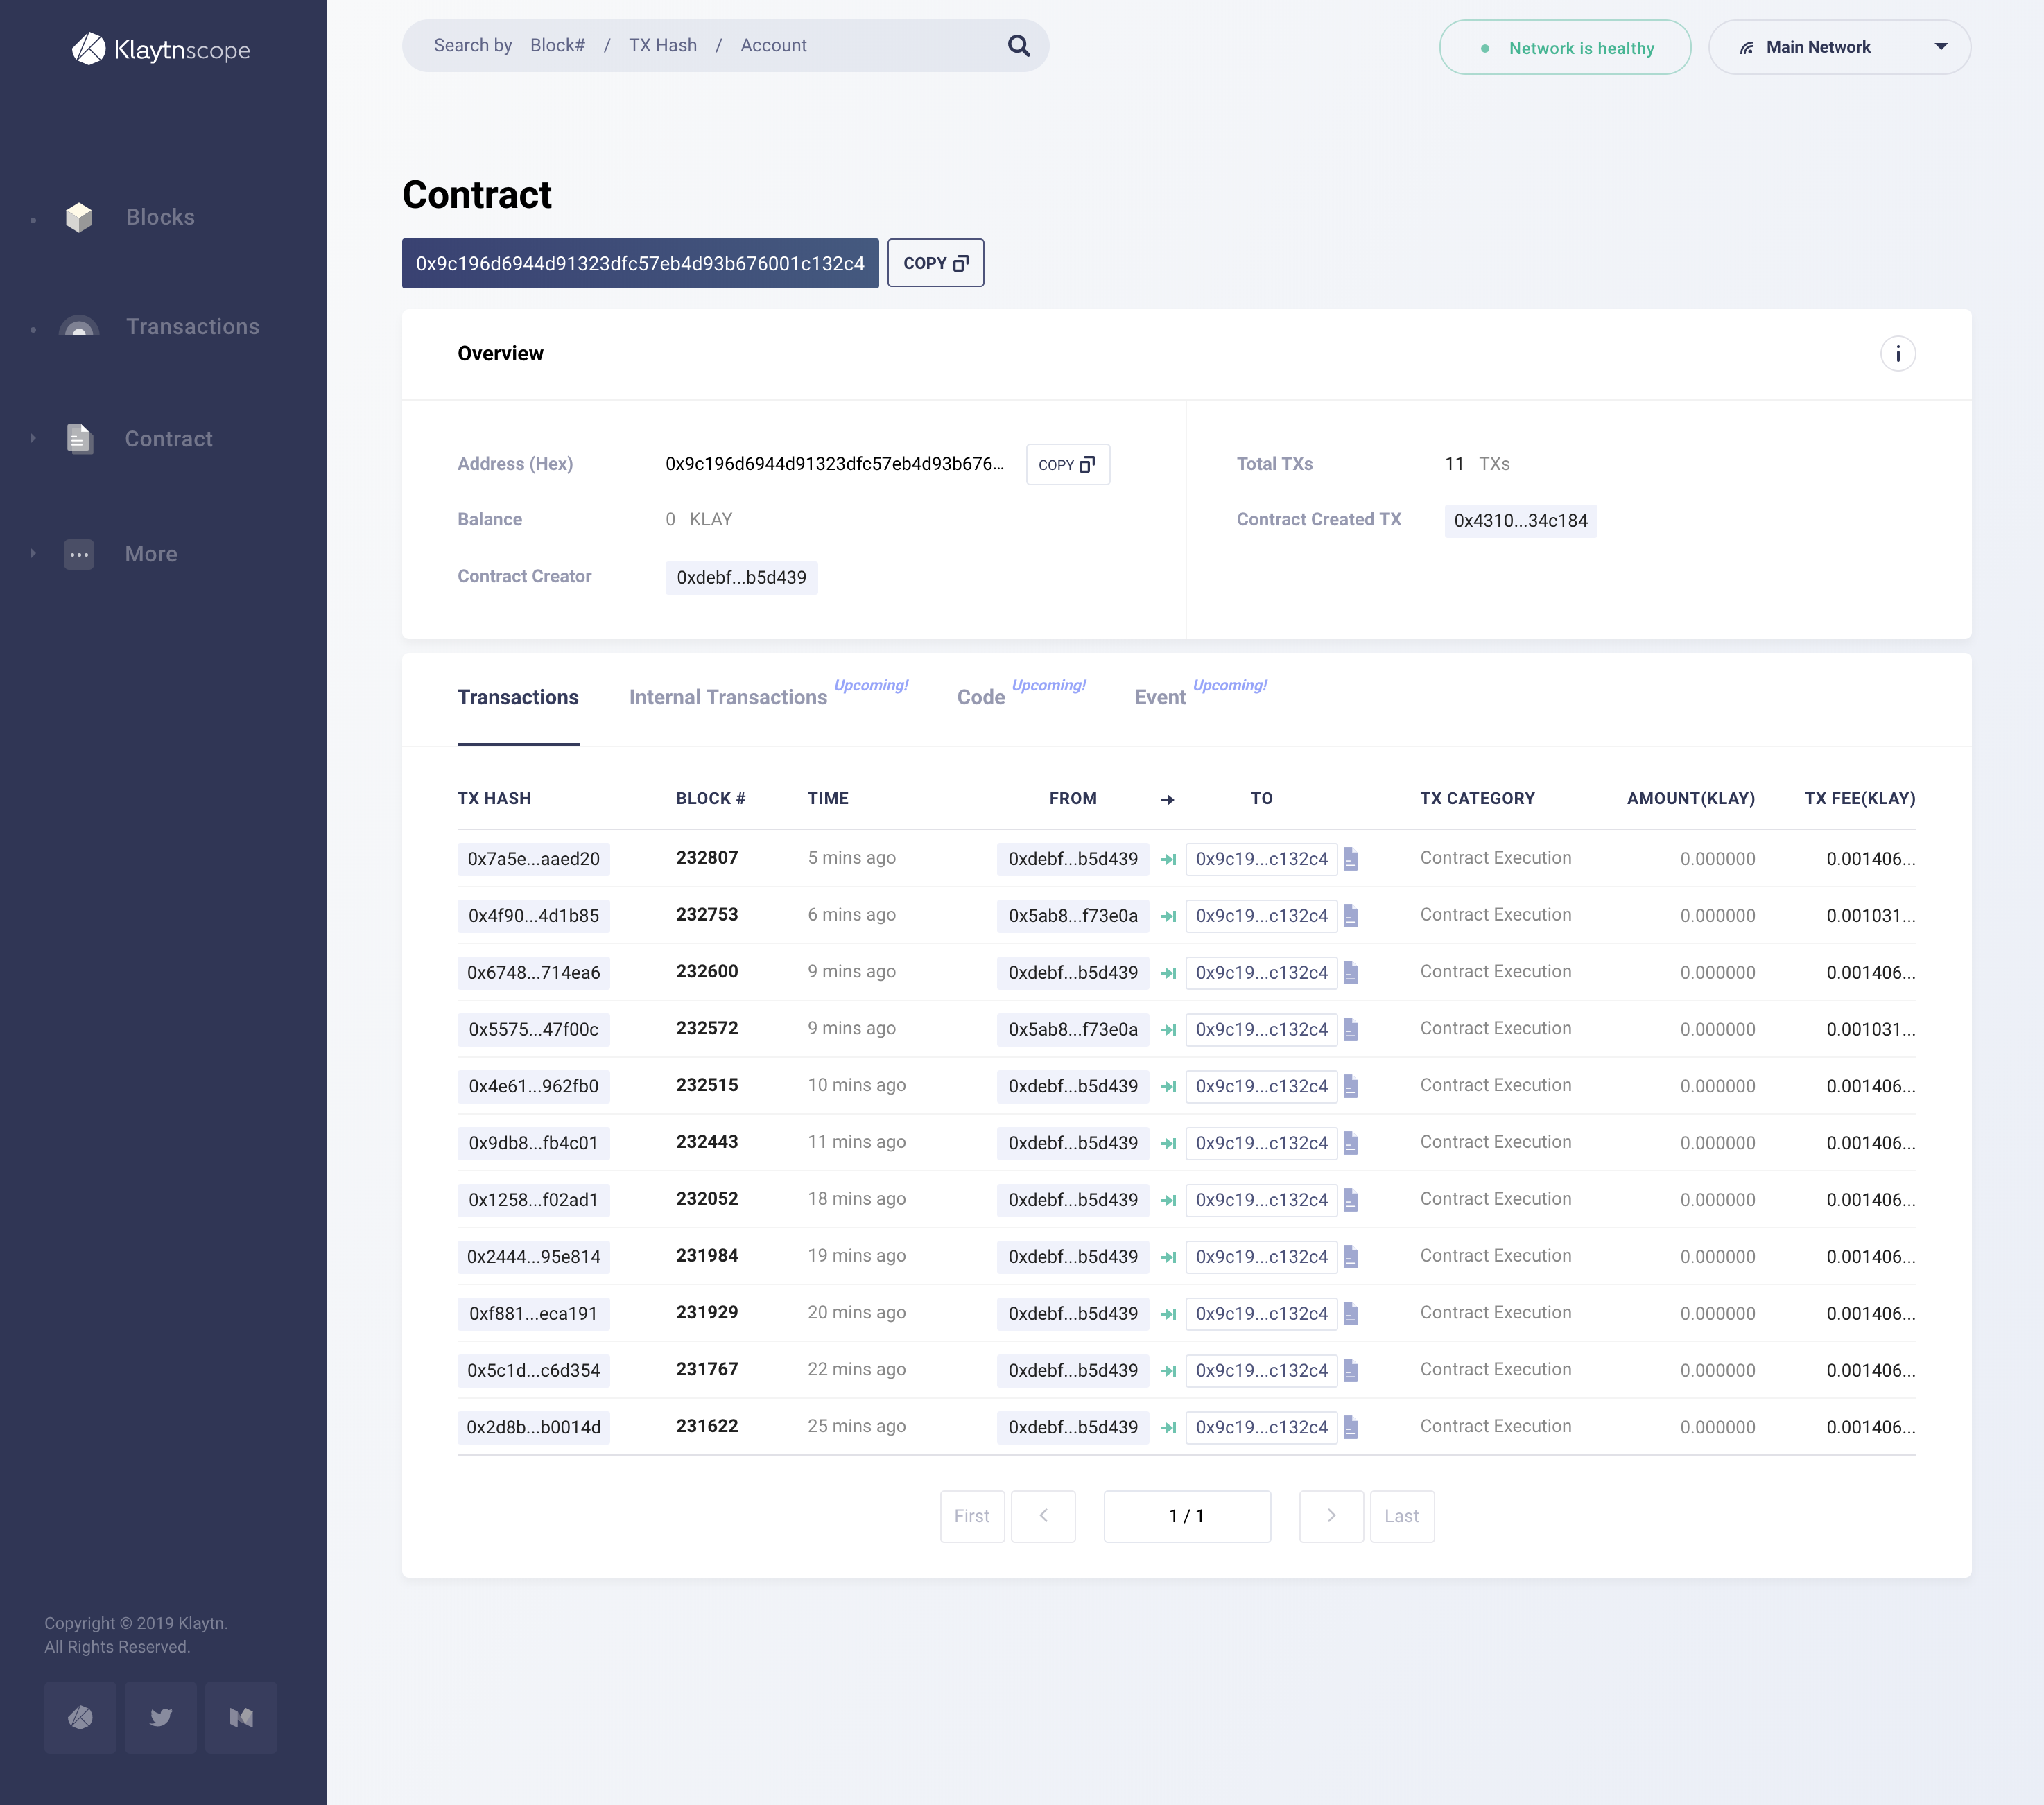 Klaytnscope
Search by Block# / TX Hash / Account
Network is healthy
Main Network
Blocks
Transactions
Contract
More
Contract
0x9c196d6944d91323dfc57eb4d93b676001c132c4
COPY
Overview
i
Address (Hex) 0x9c196d6944d91323dfc57eb4d93b676... COPY
Balance 0 KLAY
Contract Creator 0xdebf...b5d439
Total TXs 11 TXs
Contract Created TX 0x4310...34c184
Transactions Internal Transactions Upcoming! Code Upcoming! Event Upcoming!
TX HASH BLOCK # TIME FROM TO TX CATEGORY AMOUNT(KLAY) TX FEE(KLAY)
0x7a5e...aaed20 232807 5 mins ago 0xdebf...b5d439 0x9c19...c132c4 Contract Execution 0.000000 0.001406...
0x4f90...4d1b85 232753 6 mins ago 0x5ab8...f73e0a 0x9c19...c132c4 Contract Execution 0.000000 0.001031...
0x6748...714ea6 232600 9 mins ago 0xdebf...b5d439 0x9c19...c132c4 Contract Execution 0.000000 0.001406...
0x5575...47f00c 232572 9 mins ago 0x5ab8...f73e0a 0x9c19...c132c4 Contract Execution 0.000000 0.001031...
0x4e61...962fb0 232515 10 mins ago 0xdebf...b5d439 0x9c19...c132c4 Contract Execution 0.000000 0.001406...
0x9db8...fb4c01 232443 11 mins ago 0xdebf...b5d439 0x9c19...c132c4 Contract Execution 0.000000 0.001406...
0x1258...f02ad1 232052 18 mins ago 0xdebf...b5d439 0x9c19...c132c4 Contract Execution 0.000000 0.001406...
0x2444...95e814 231984 19 mins ago 0xdebf...b5d439 0x9c19...c132c4 Contract Execution 0.000000 0.001406...
0xf881...eca191 231929 20 mins ago 0xdebf...b5d439 0x9c19...c132c4 Contract Execution 0.000000 0.001406...
0x5c1d...c6d354 231767 22 mins ago 0xdebf...b5d439 0x9c19...c132c4 Contract Execution 0.000000 0.001406...
0x2d8b...b0014d 231622 25 mins ago 0xdebf...b5d439 0x9c19...c132c4 Contract Execution 0.000000 0.001406...
First 1 / 1 Last
Copyright © 2019 Klaytn.
All Rights Reserved.